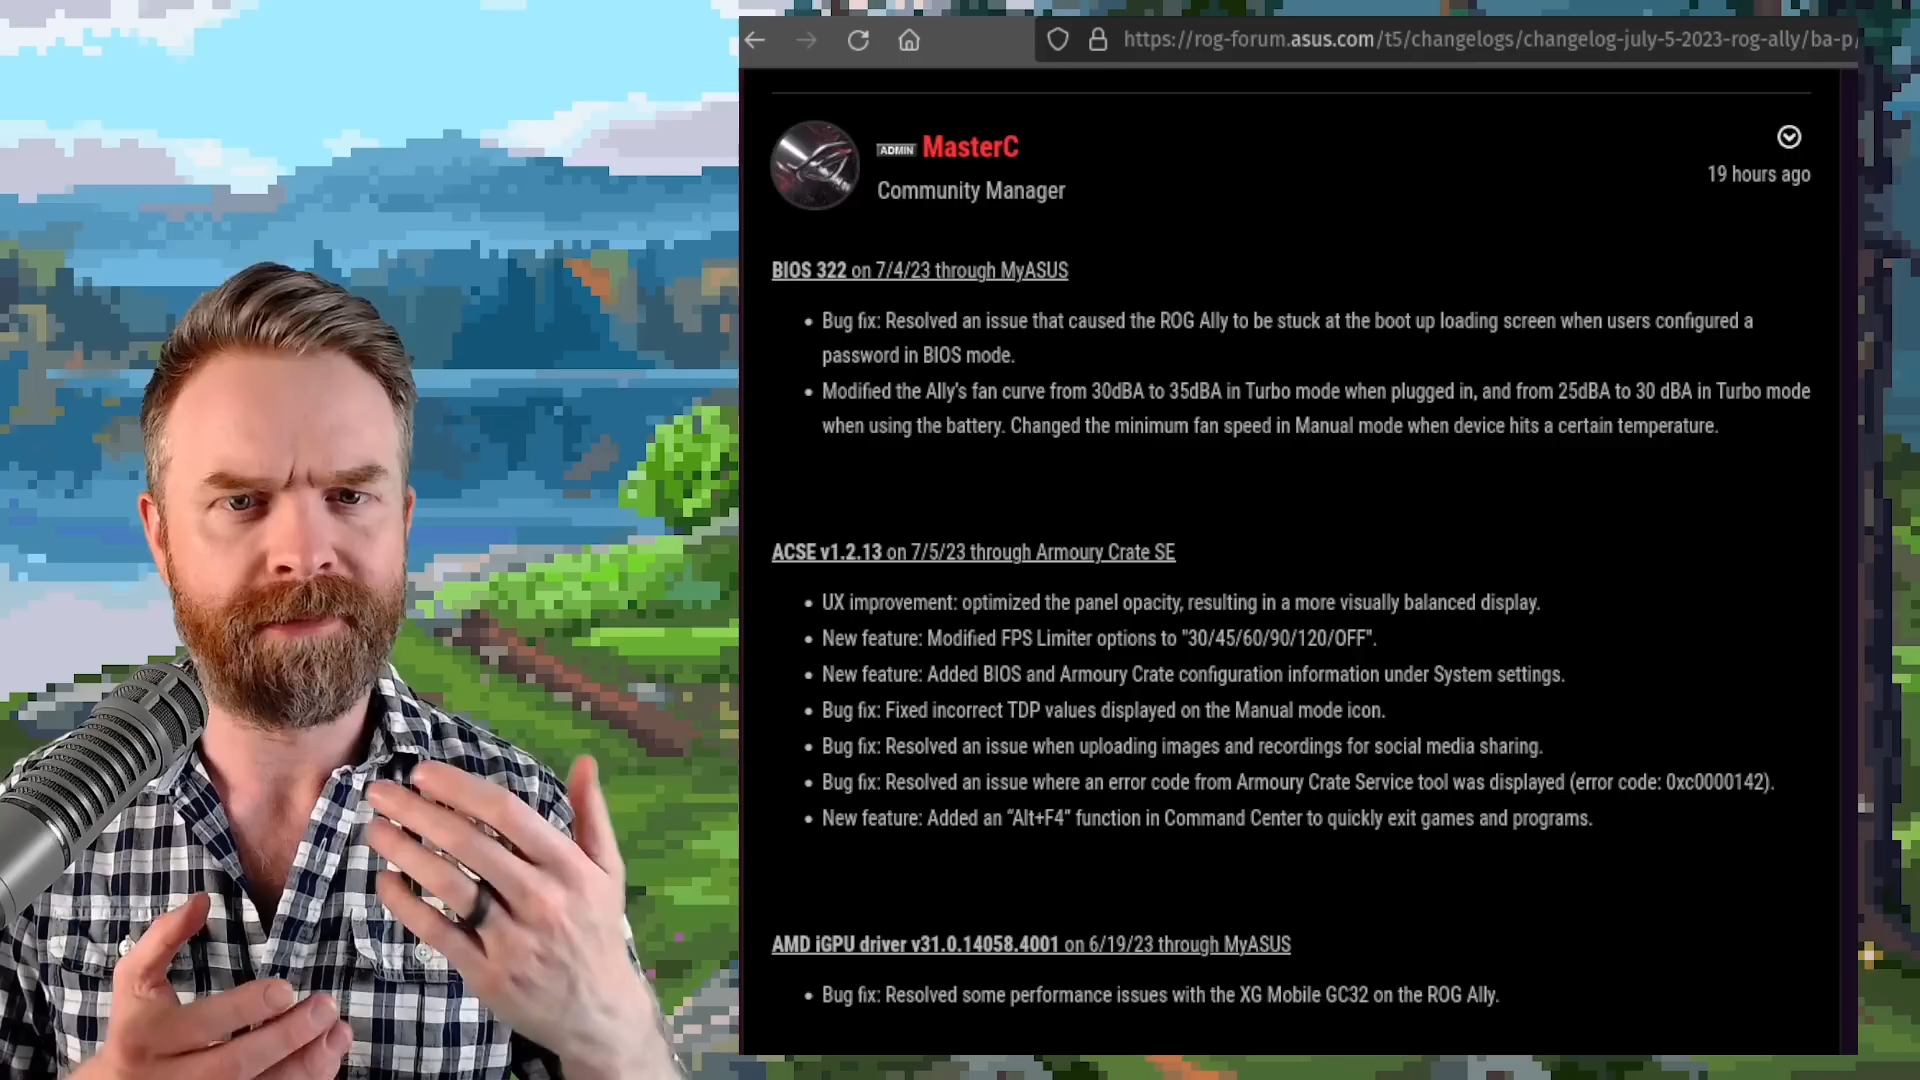 https://rog-forum.asus.com/t5/changelogs/changelog-july-5-2023-rog-ally/ba-p/
ADMIN MasterC
Community Manager
19 hours ago
BIOS 322 on 7/4/23 through MyASUS
• Bug fix: Resolved an issue that caused the ROG Ally to be stuck at the boot up loading screen when users configured a
password in BIOS mode.
• Modified the Ally's fan curve from 30dBA to 35dBA in Turbo mode when plugged in, and from 25dBA to 30 dBA in Turbo mode
when using the battery. Changed the minimum fan speed in Manual mode when device hits a certain temperature.
ACSE v1.2.13 on 7/5/23 through Armoury Crate SE
• UX improvement: optimized the panel opacity, resulting in a more visually balanced display.
• New feature: Modified FPS Limiter options to "30/45/60/90/120/OFF".
• New feature: Added BIOS and Armoury Crate configuration information under System settings.
• Bug fix: Fixed incorrect TDP values displayed on the Manual mode icon.
• Bug fix: Resolved an issue when uploading images and recordings for social media sharing.
• Bug fix: Resolved an issue where an error code from Armoury Crate Service tool was displayed (error code: 0xc0000142).
• New feature: Added an “Alt+F4” function in Command Center to quickly exit games and programs.
AMD iGPU driver v31.0.14058.4001 on 6/19/23 through MyASUS
• Bug fix: Resolved some performance issues with the XG Mobile GC32 on the ROG Ally.